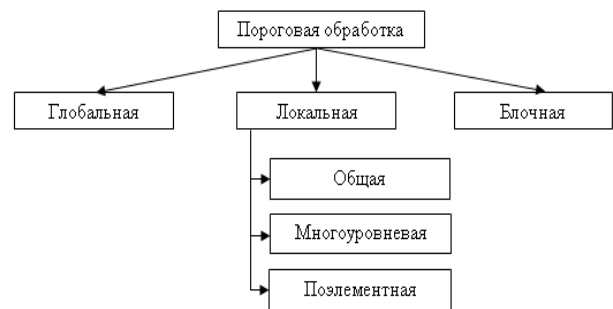 Пороговая обработка
Глобальная
Локальная
Блочная
Общая
Многоуровневая
Поэлементная